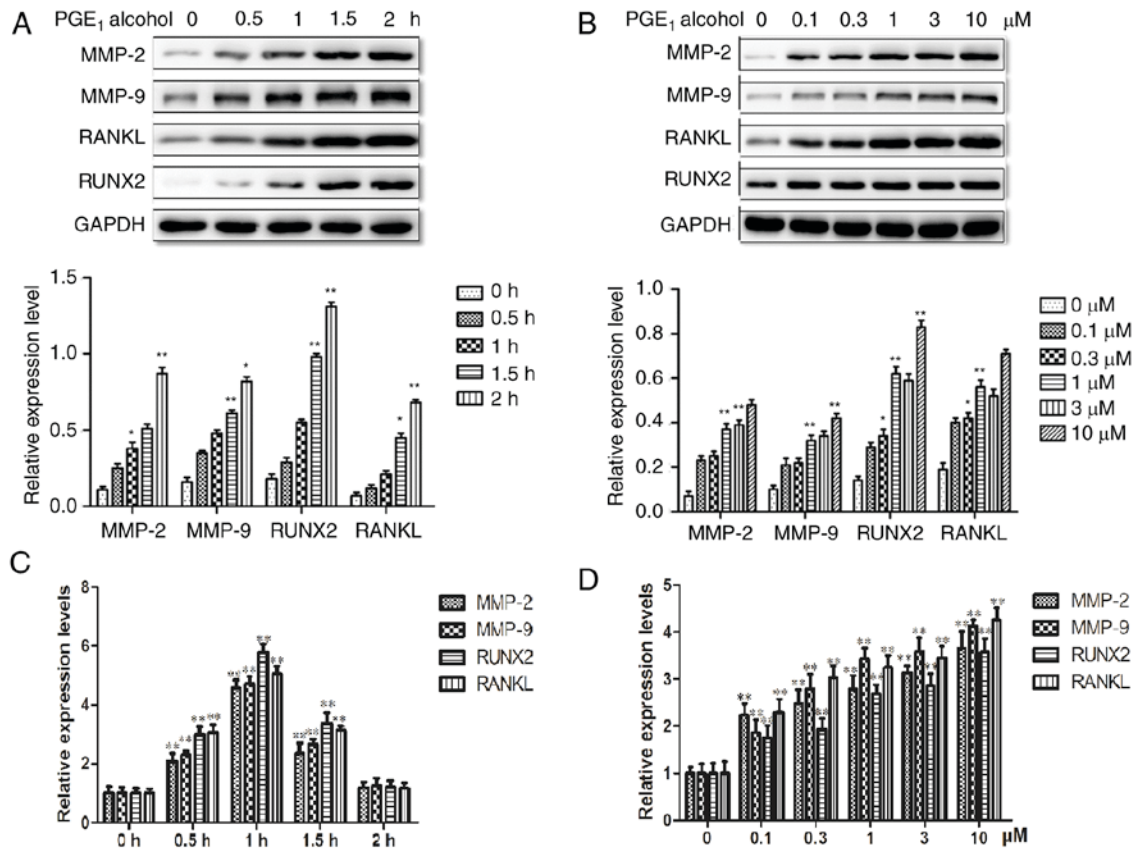 A
PGE1 alcohol 0 0.5 1 1.5 2 h
MMP-2
MMP-9
RANKL
RUNX2
GAPDH
Relative expression level
1.5
1.0
0.5
0.0
* ** ** * ** ** * **
MMP-2 MMP-9 RUNX2 RANKL
0 h
0.5 h
1 h
1.5 h
2 h
B
PGE1 alcohol 0 0.1 0.3 1 3 10 μM
MMP-2
MMP-9
RANKL
RUNX2
GAPDH
Relative expression level
1.0
0.8
0.6
0.4
0.2
0.0
** ** ** ** * ** ** * **
MMP-2 MMP-9 RUNX2 RANKL
0 μM
0.1 μM
0.3 μM
1 μM
3 μM
10 μM
C
Relative expression levels
8
6
4
2
0
** ** ** ** ** ** ** ** ** ** ** **
0 h 0.5 h 1 h 1.5 h 2 h
MMP-2
MMP-9
RUNX2
RANKL
D
Relative expression levels
5
4
3
2
1
0
** ** ** ** ** ** ** ** ** ** ** ** ** ** ** ** ** ** ** **
0 0.1 0.3 1 3 10 μM
MMP-2
MMP-9
RUNX2
RANKL